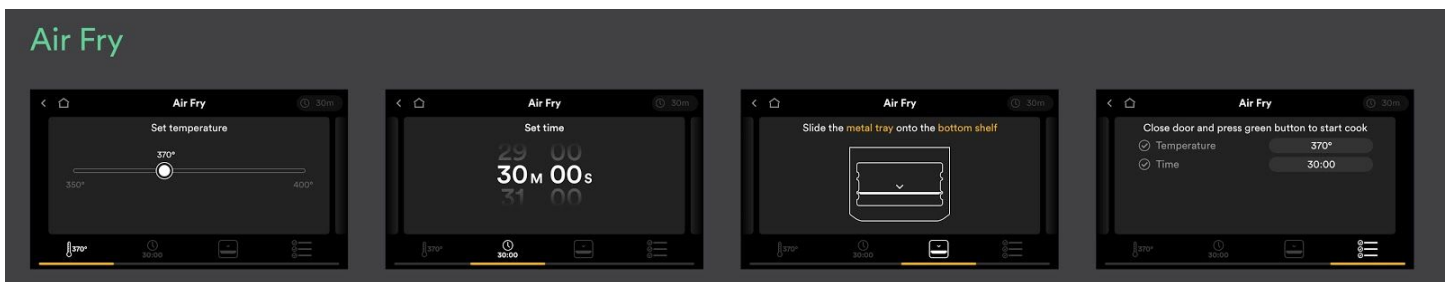 Air Fry
Air Fry
30m
Set temperature
370°
350°
400°
370°
30:00
Air Fry
30m
Set time
29 00
30M 00S
31 00
370°
30:00
Air Fry
30m
Slide the metal tray onto the bottom shelf
370°
30:00
Air Fry
30m
Close door and press green button to start cook
Temperature 370°
Time 30:00
370°
30:00